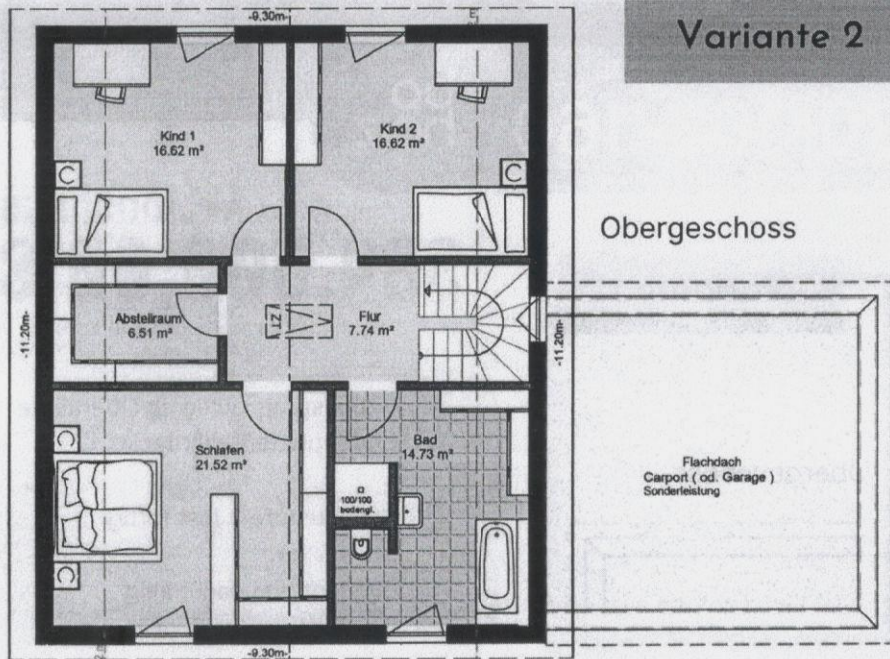 -9.30m-
Variante 2
Kind 1
16.62 m²
Kind 2
16.62 m²
Obergeschoss
Abstellraum
6.51 m²
ZT
Flur
7.74 m²
-11.20m-
-11.20m-
Schlafen
21.52 m²
Bad
14.73 m²
100/100
bodengl.
Flachdach
Carport ( od. Garage )
Sonderleistung
-9.30m-